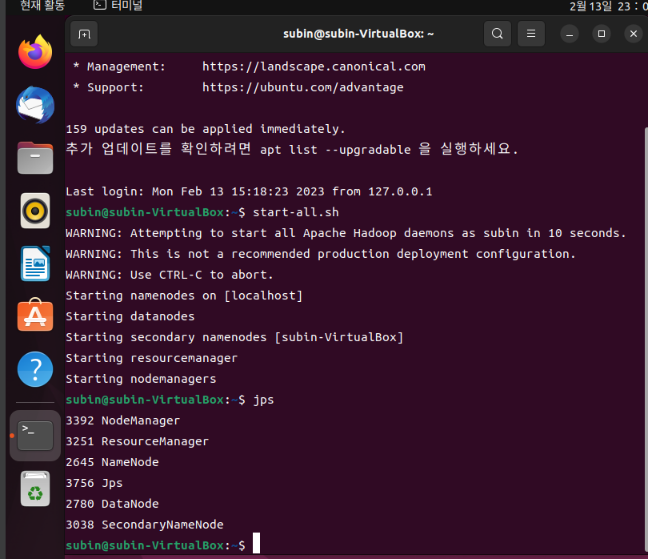 현재 활동
터미널
2월 13일 23 : 0
subin@subin-VirtualBox: ~
* Management: https://landscape.canonical.com
* Support: https://ubuntu.com/advantage
159 updates can be applied immediately.
추가 업데이트를 확인하려면 apt list --upgradable 을 실행하세요.
Last login: Mon Feb 13 15:18:23 2023 from 127.0.0.1
subin@subin-VirtualBox:~$ start-all.sh
WARNING: Attempting to start all Apache Hadoop daemons as subin in 10 seconds.
WARNING: This is not a recommended production deployment configuration.
WARNING: Use CTRL-C to abort.
Starting namenodes on [localhost]
Starting datanodes
Starting secondary namenodes [subin-VirtualBox]
Starting resourcemanager
Starting nodemanagers
subin@subin-VirtualBox:~$ jps
3392 NodeManager
3251 ResourceManager
2645 NameNode
3756 Jps
2780 DataNode
3038 SecondaryNameNode
subin@subin-VirtualBox:~$